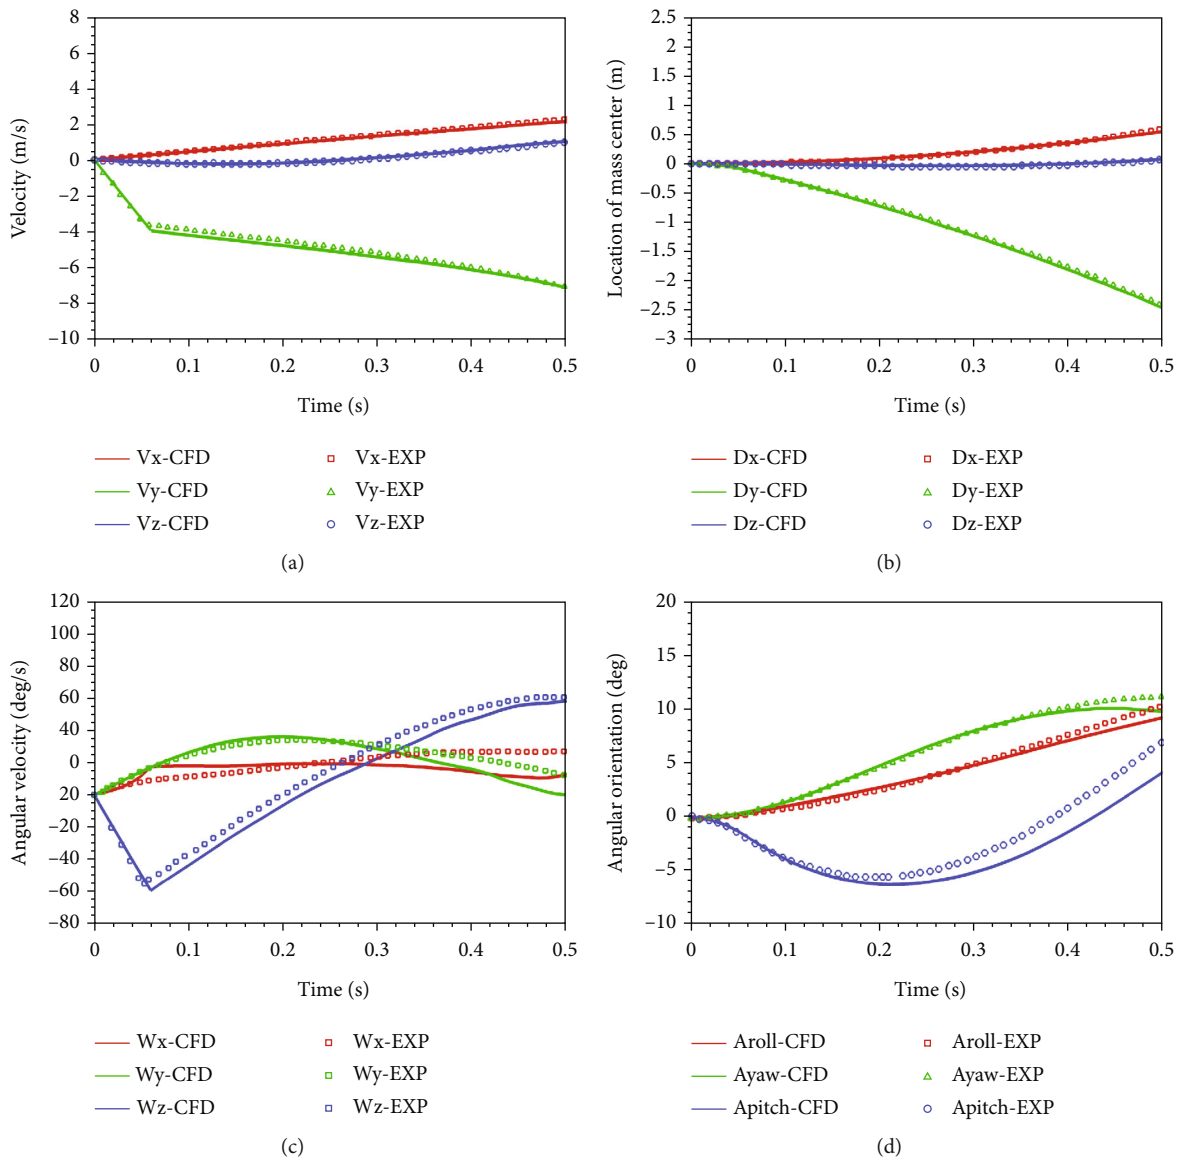 8
6
4
2
0
−2
−4
−6
−8
−10
Velocity (m/s)
0 0.1 0.2 0.3 0.4 0.5
Time (s)
Vx-CFD Vx-EXP
Vy-CFD Vy-EXP
Vz-CFD Vz-EXP
(a)
2.5
2
1.5
1
0.5
0
−0.5
−1
−1.5
−2
−2.5
−3
Location of mass center (m)
0 0.1 0.2 0.3 0.4 0.5
Time (s)
Dx-CFD Dx-EXP
Dy-CFD Dy-EXP
Dz-CFD Dz-EXP
(b)
120
100
80
60
40
20
0
20
−20
−40
−60
−80
Angular velocity (deg/s)
0 0.1 0.2 0.3 0.4 0.5
Time (s)
Wx-CFD Wx-EXP
Wy-CFD Wy-EXP
Wz-CFD Wz-EXP
(c)
20
15
10
5
0
−5
−10
Angular orientation (deg)
0 0.1 0.2 0.3 0.4 0.5
Time (s)
Aroll-CFD Aroll-EXP
Ayaw-CFD Ayaw-EXP
Apitch-CFD Apitch-EXP
(d)